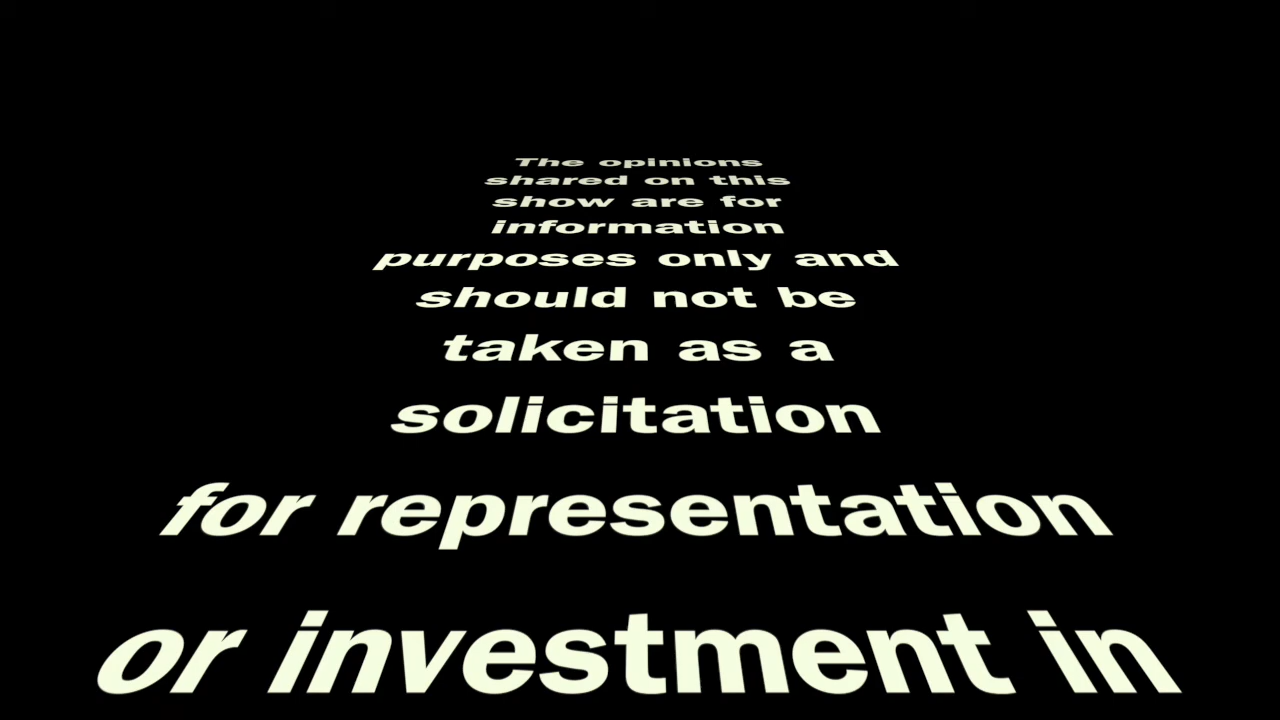 The opinions
shared on this
show are for
information
purposes only and
should not be
taken as a
solicitation
for representation
or investment in